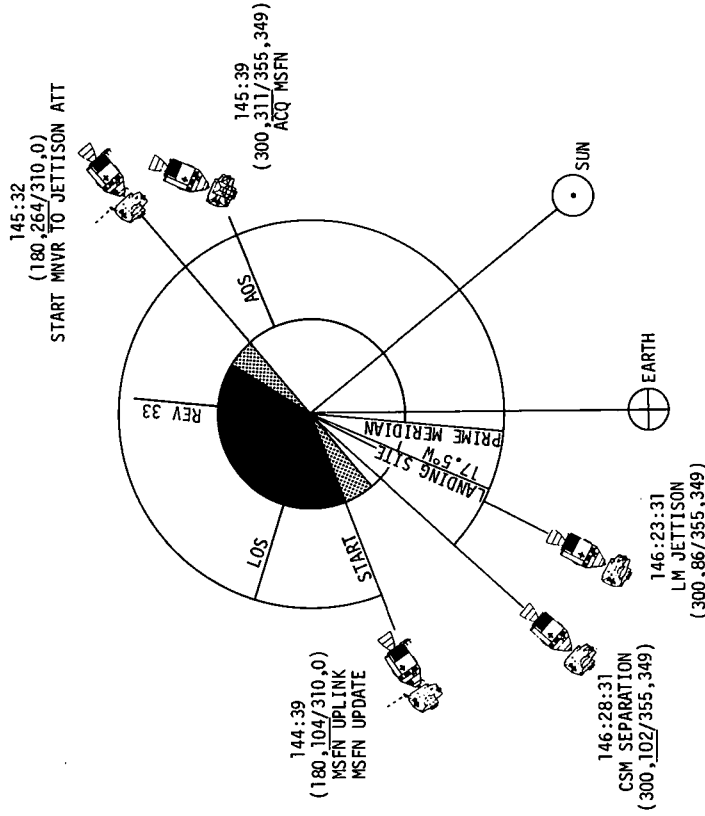 145:32
(180,264/310,0)
START MNVR TO JETTISON ATT
145:39
(300,311/355,349)
ACQ MSFN
AOS
REV 33
LOS
START
SUN
EARTH
PRIME MERIDIAN
17.5°W
LANDING SITE
144:39
(180,104/310,0)
MSFN UPLINK
MSFN UPDATE
146:23:31
LM JETTISON
(300.86/355,349)
146:28:31
CSM SEPARATION
(300,102/355,349)